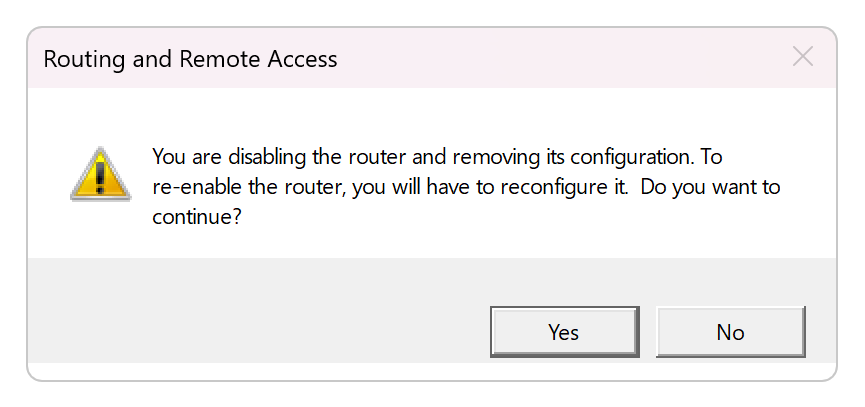 Routing and Remote Access
You are disabling the router and removing its configuration. To
re-enable the router, you will have to reconfigure it.  Do you want to
continue?
Yes
No